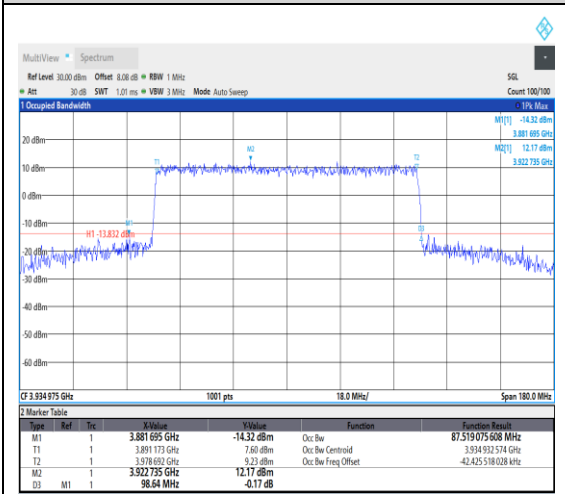 MultiView Spectrum
Ref Level 30.00 dBm Offset 8.08 dB RBW 1 MHz SGL
Att 30 dB SWT 1.01 ms VBW 3 MHz Mode Auto Sweep Count 100/100
1 Occupied Bandwidth 1Pk Max
M1[1] -14.32 dBm
3.881 695 GHz
M2[1] 12.17 dBm
3.922 735 GHz
20 dBm
M2
T1
T2
10 dBm
0 dBm
-10 dBm
M1
D3
H1 -13.832 dBm
-20 dBm
-30 dBm
-40 dBm
-50 dBm
-60 dBm
CF 3.934 975 GHz 1001 pts 18.0 MHz/ Span 180.0 MHz
2 Marker Table
Type Ref Trc X-Value Y-Value Function Function Result
M1 1 3.881 695 GHz -14.32 dBm Occ Bw 87.519 075 608 MHz
T1 1 3.891 173 GHz 7.60 dBm Occ Bw Centroid 3.934 932 574 GHz
T2 1 3.978 692 GHz 9.23 dBm Occ Bw Freq Offset -42.425 518 028 kHz
M2 1 3.922 735 GHz 12.17 dBm
D3 M1 1 98.64 MHz -0.17 dB